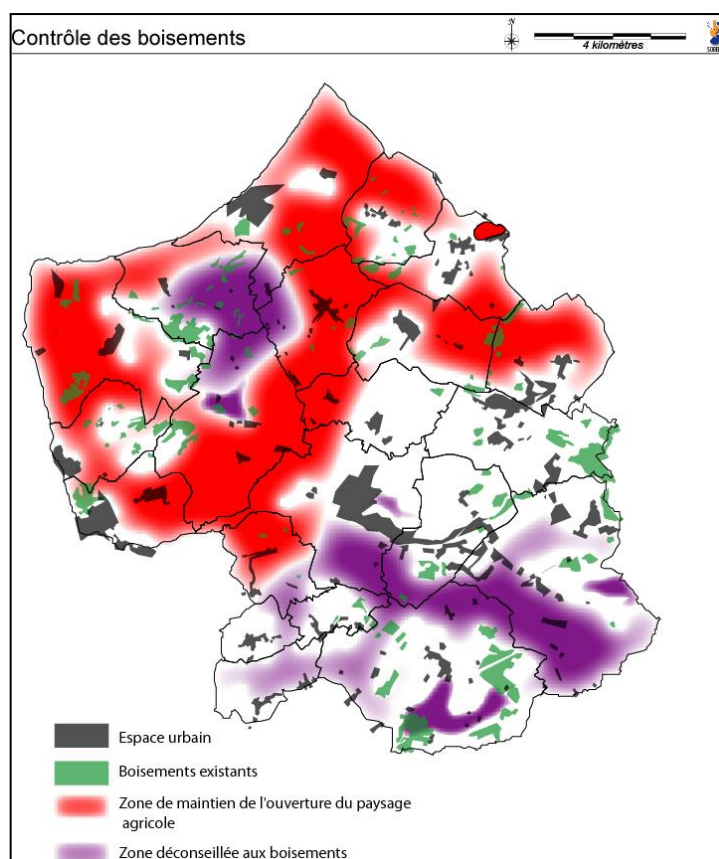 Contrôle des boisements
N
4 kilomètres
Espace urbain
Boisements existants
Zone de maintien de l'ouverture du paysage
agricole
Zone déconseillée aux boisements